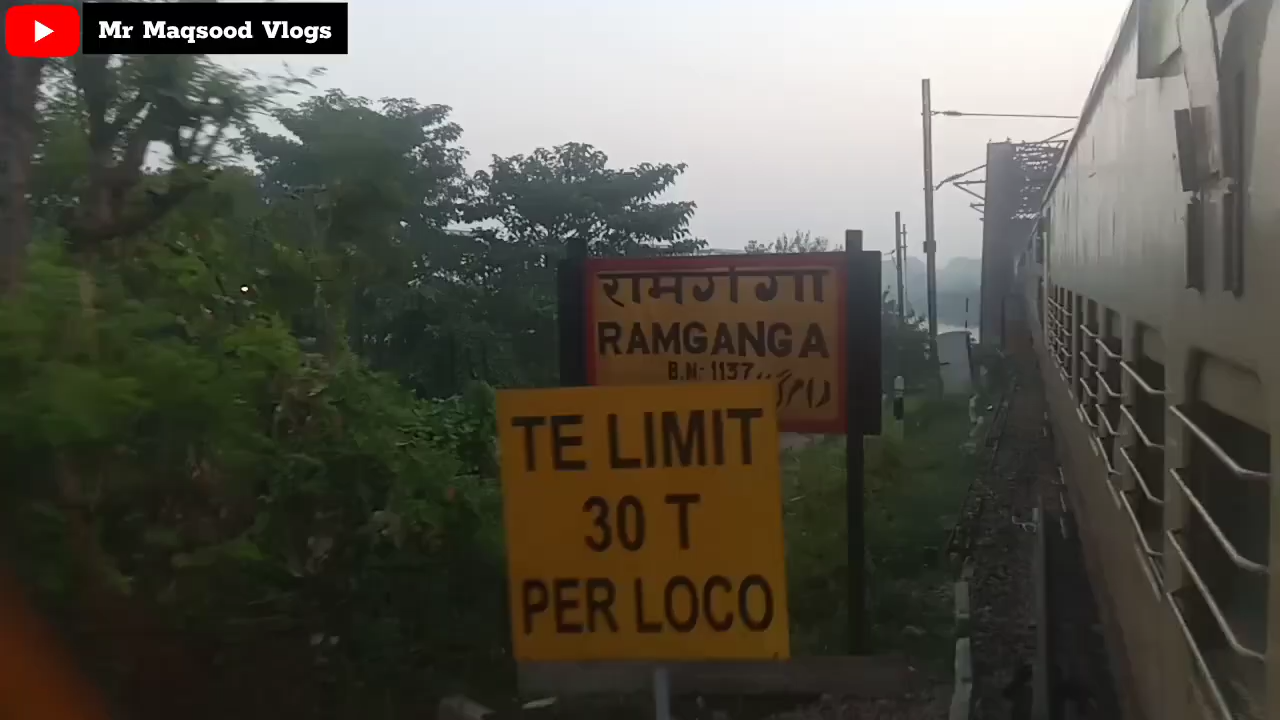 Mr Maqsood Vlogs
रामगंगा
RAMGANGA
B.N:- 1137
TE LIMIT
30 T
PER LOCO